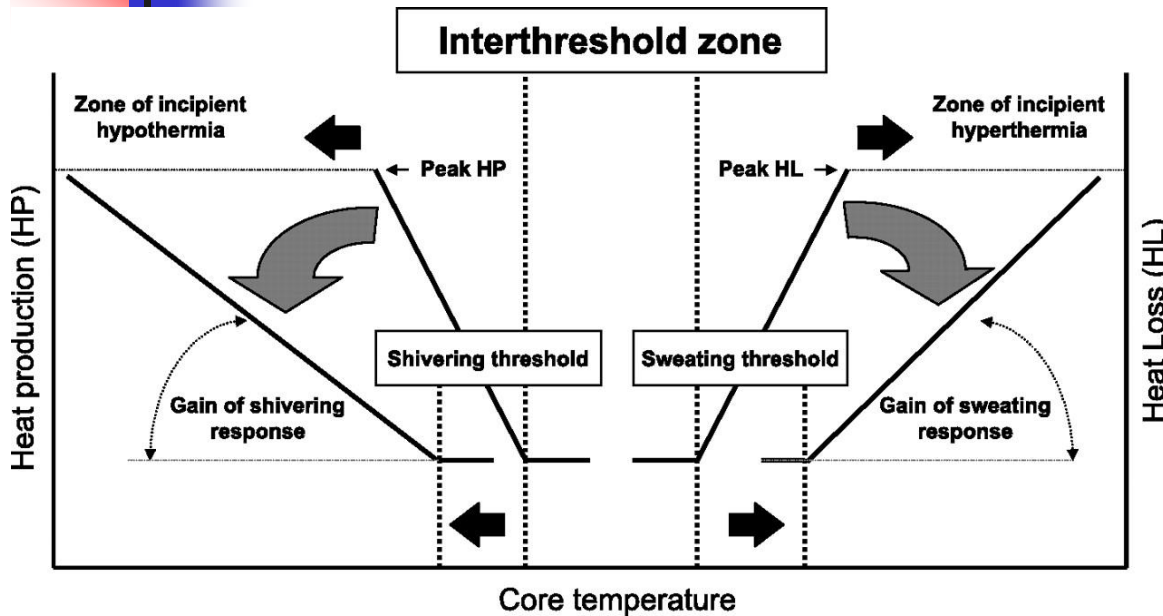 Interthreshold zone
Zone of incipient
hypothermia
Zone of incipient
hyperthermia
Peak HP
Peak HL
Heat production (HP)
Heat Loss (HL)
Shivering threshold
Sweating threshold
Gain of shivering
response
Gain of sweating
response
Core temperature